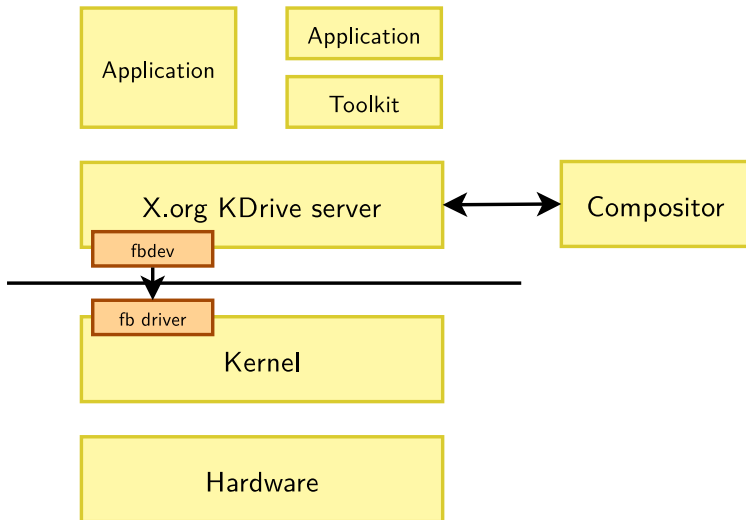 Application
Application
Toolkit
X.org KDrive server
Compositor
fbdev
fb driver
Kernel
Hardware